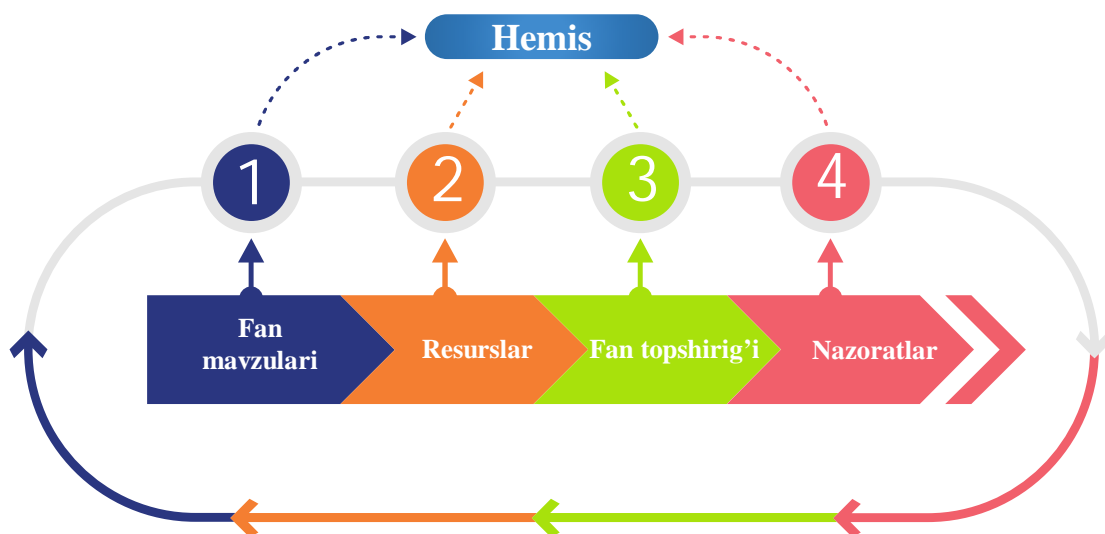 Hemis
1
2
3
4
Fan
mavzulari
Resurslar
Fan topshirig’i
Nazoratlar